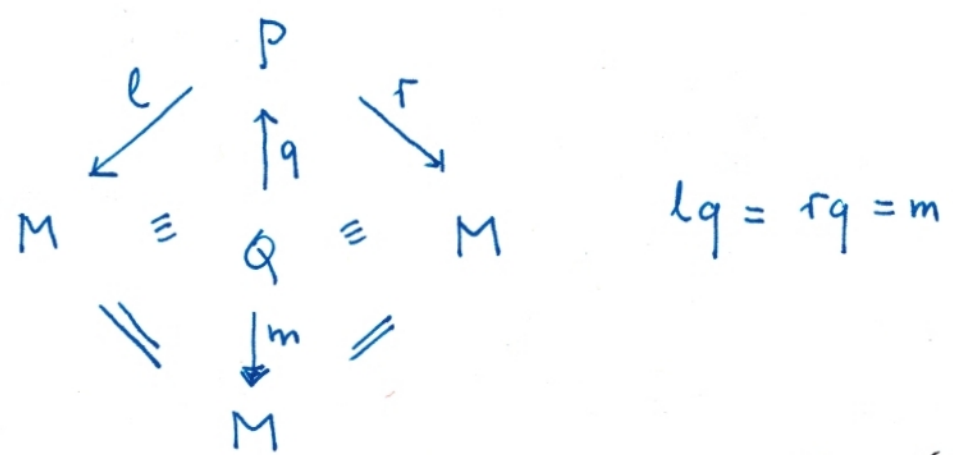 P
l r
q
M ≡ Q ≡ M lq = rq = m
m
M